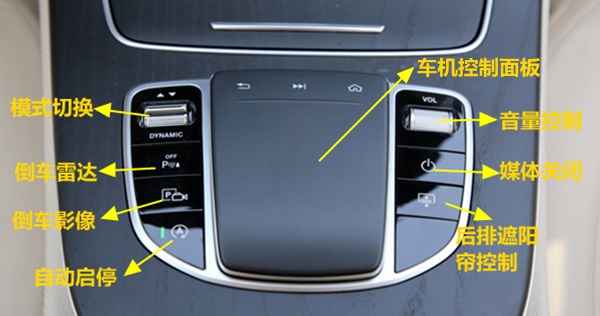 车机控制面板
模式切换
VOL
DYNAMIC
音量控制
OFF
P
倒车雷达
媒体关闭
P
倒车影像
后排遮阳
帘控制
A
自动启停